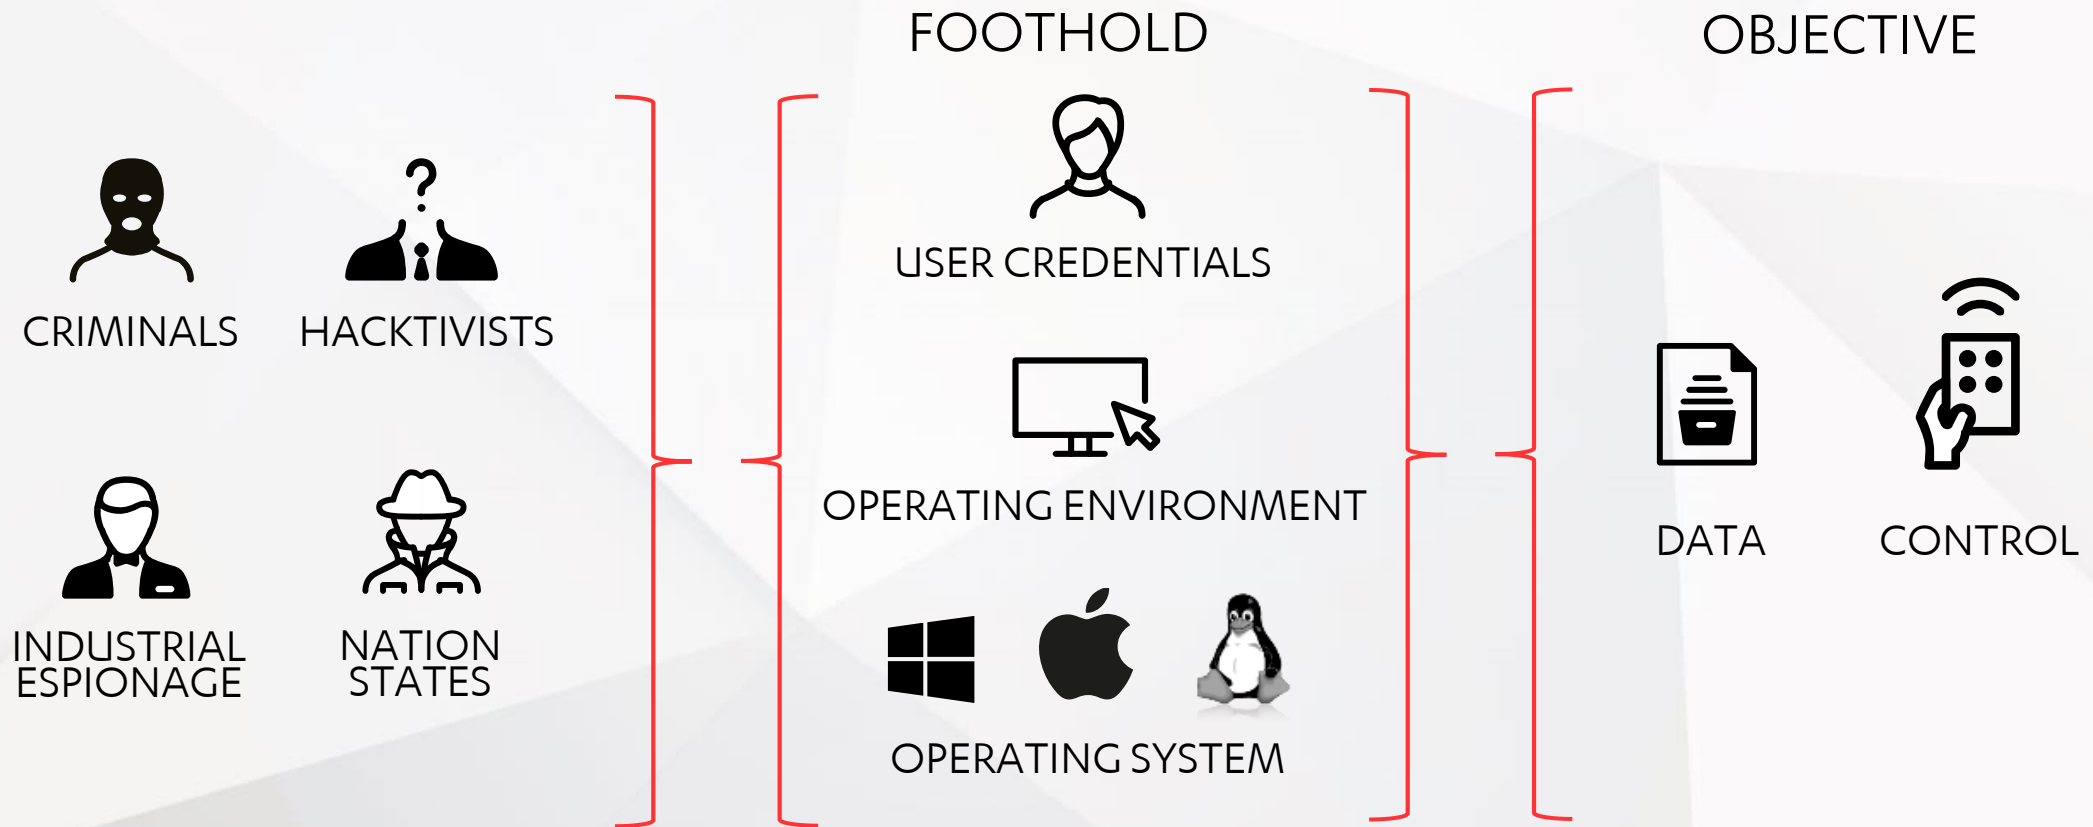 FOOTHOLD
OBJECTIVE
?
CRIMINALS
HACKTIVISTS
INDUSTRIAL
ESPIONAGE
NATION
STATES
USER CREDENTIALS
OPERATING ENVIRONMENT
OPERATING SYSTEM
DATA
CONTROL